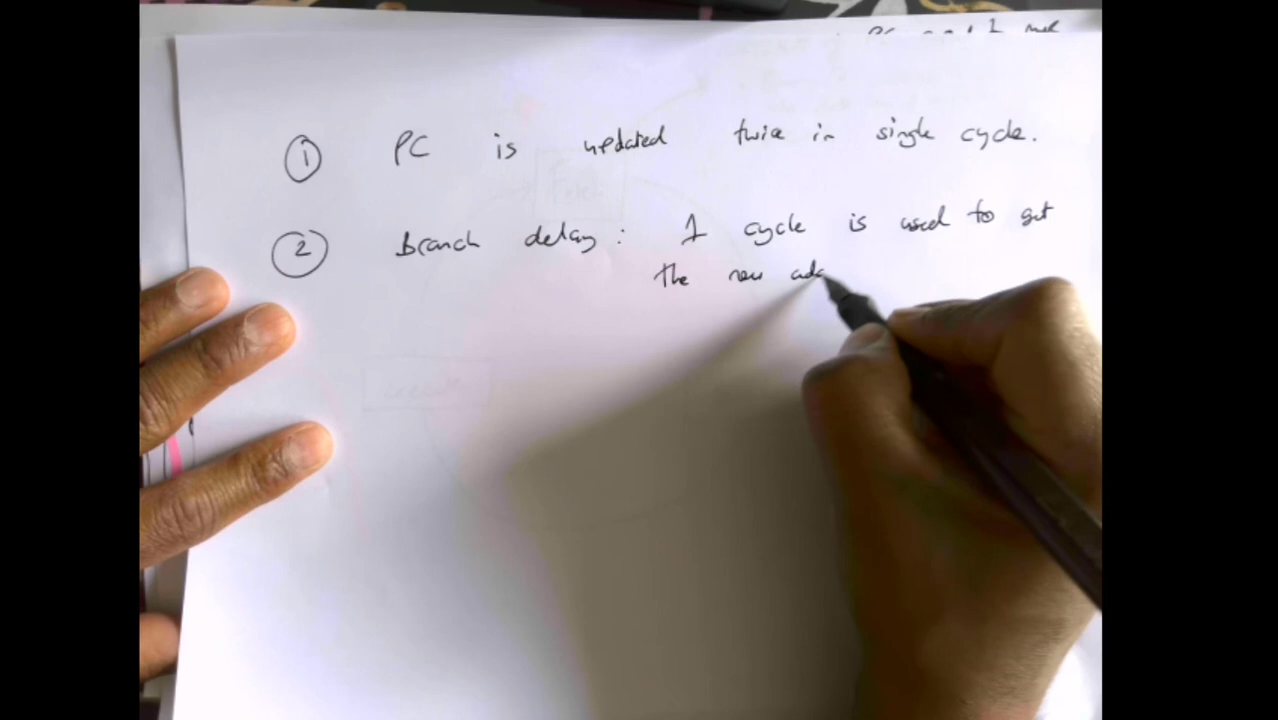 ① PC is updated twice in single cycle.
② Branch delay: 1 cycle is used to get
the new add